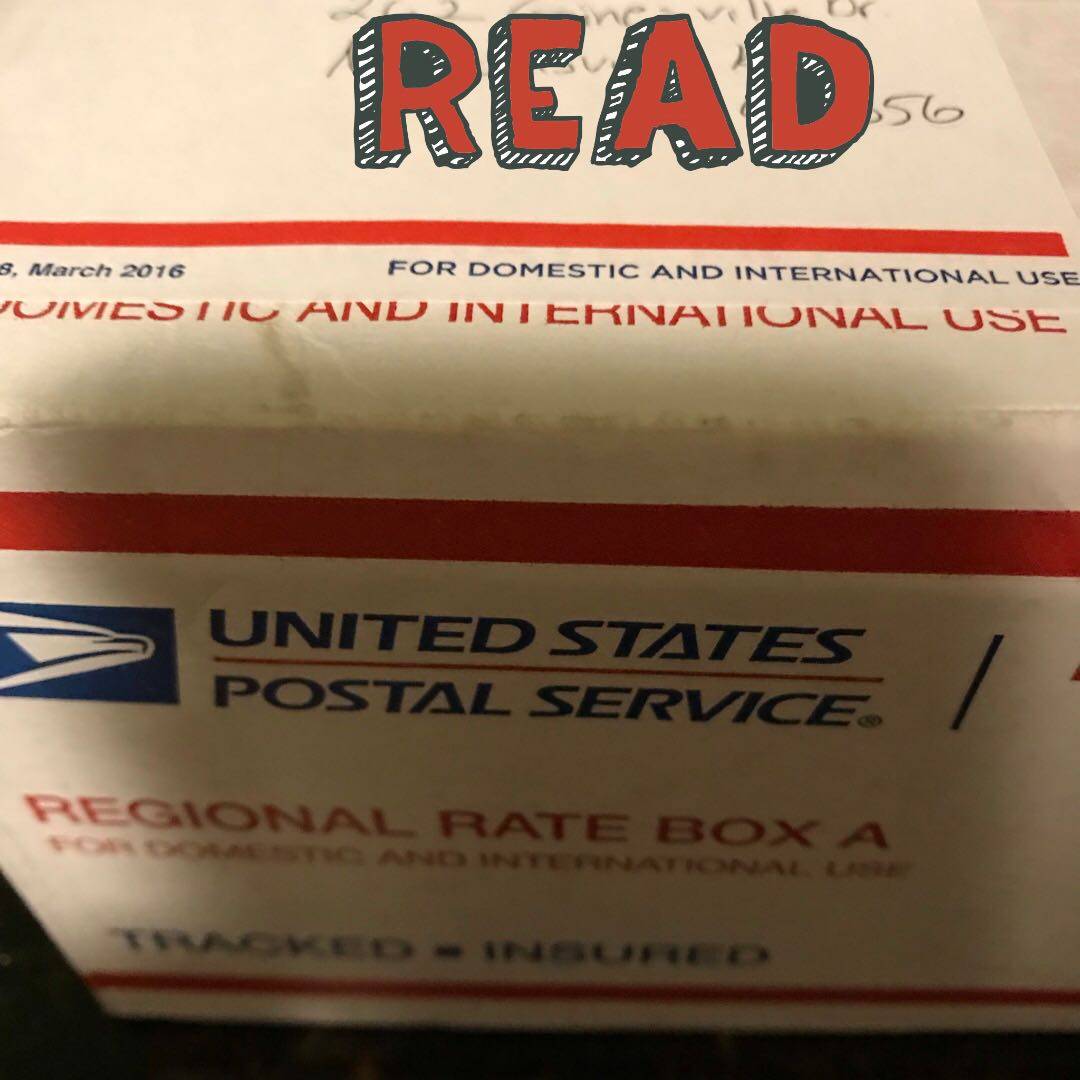 READ
8, March 2016
FOR DOMESTIC AND INTERNATIONAL USE
DOMESTIC AND INTERNATIONAL USE
UNITED STATES
POSTAL SERVICE®
REGIONAL RATE BOX A
FOR DOMESTIC AND INTERNATIONAL USE
TRACKED ■ INSURED